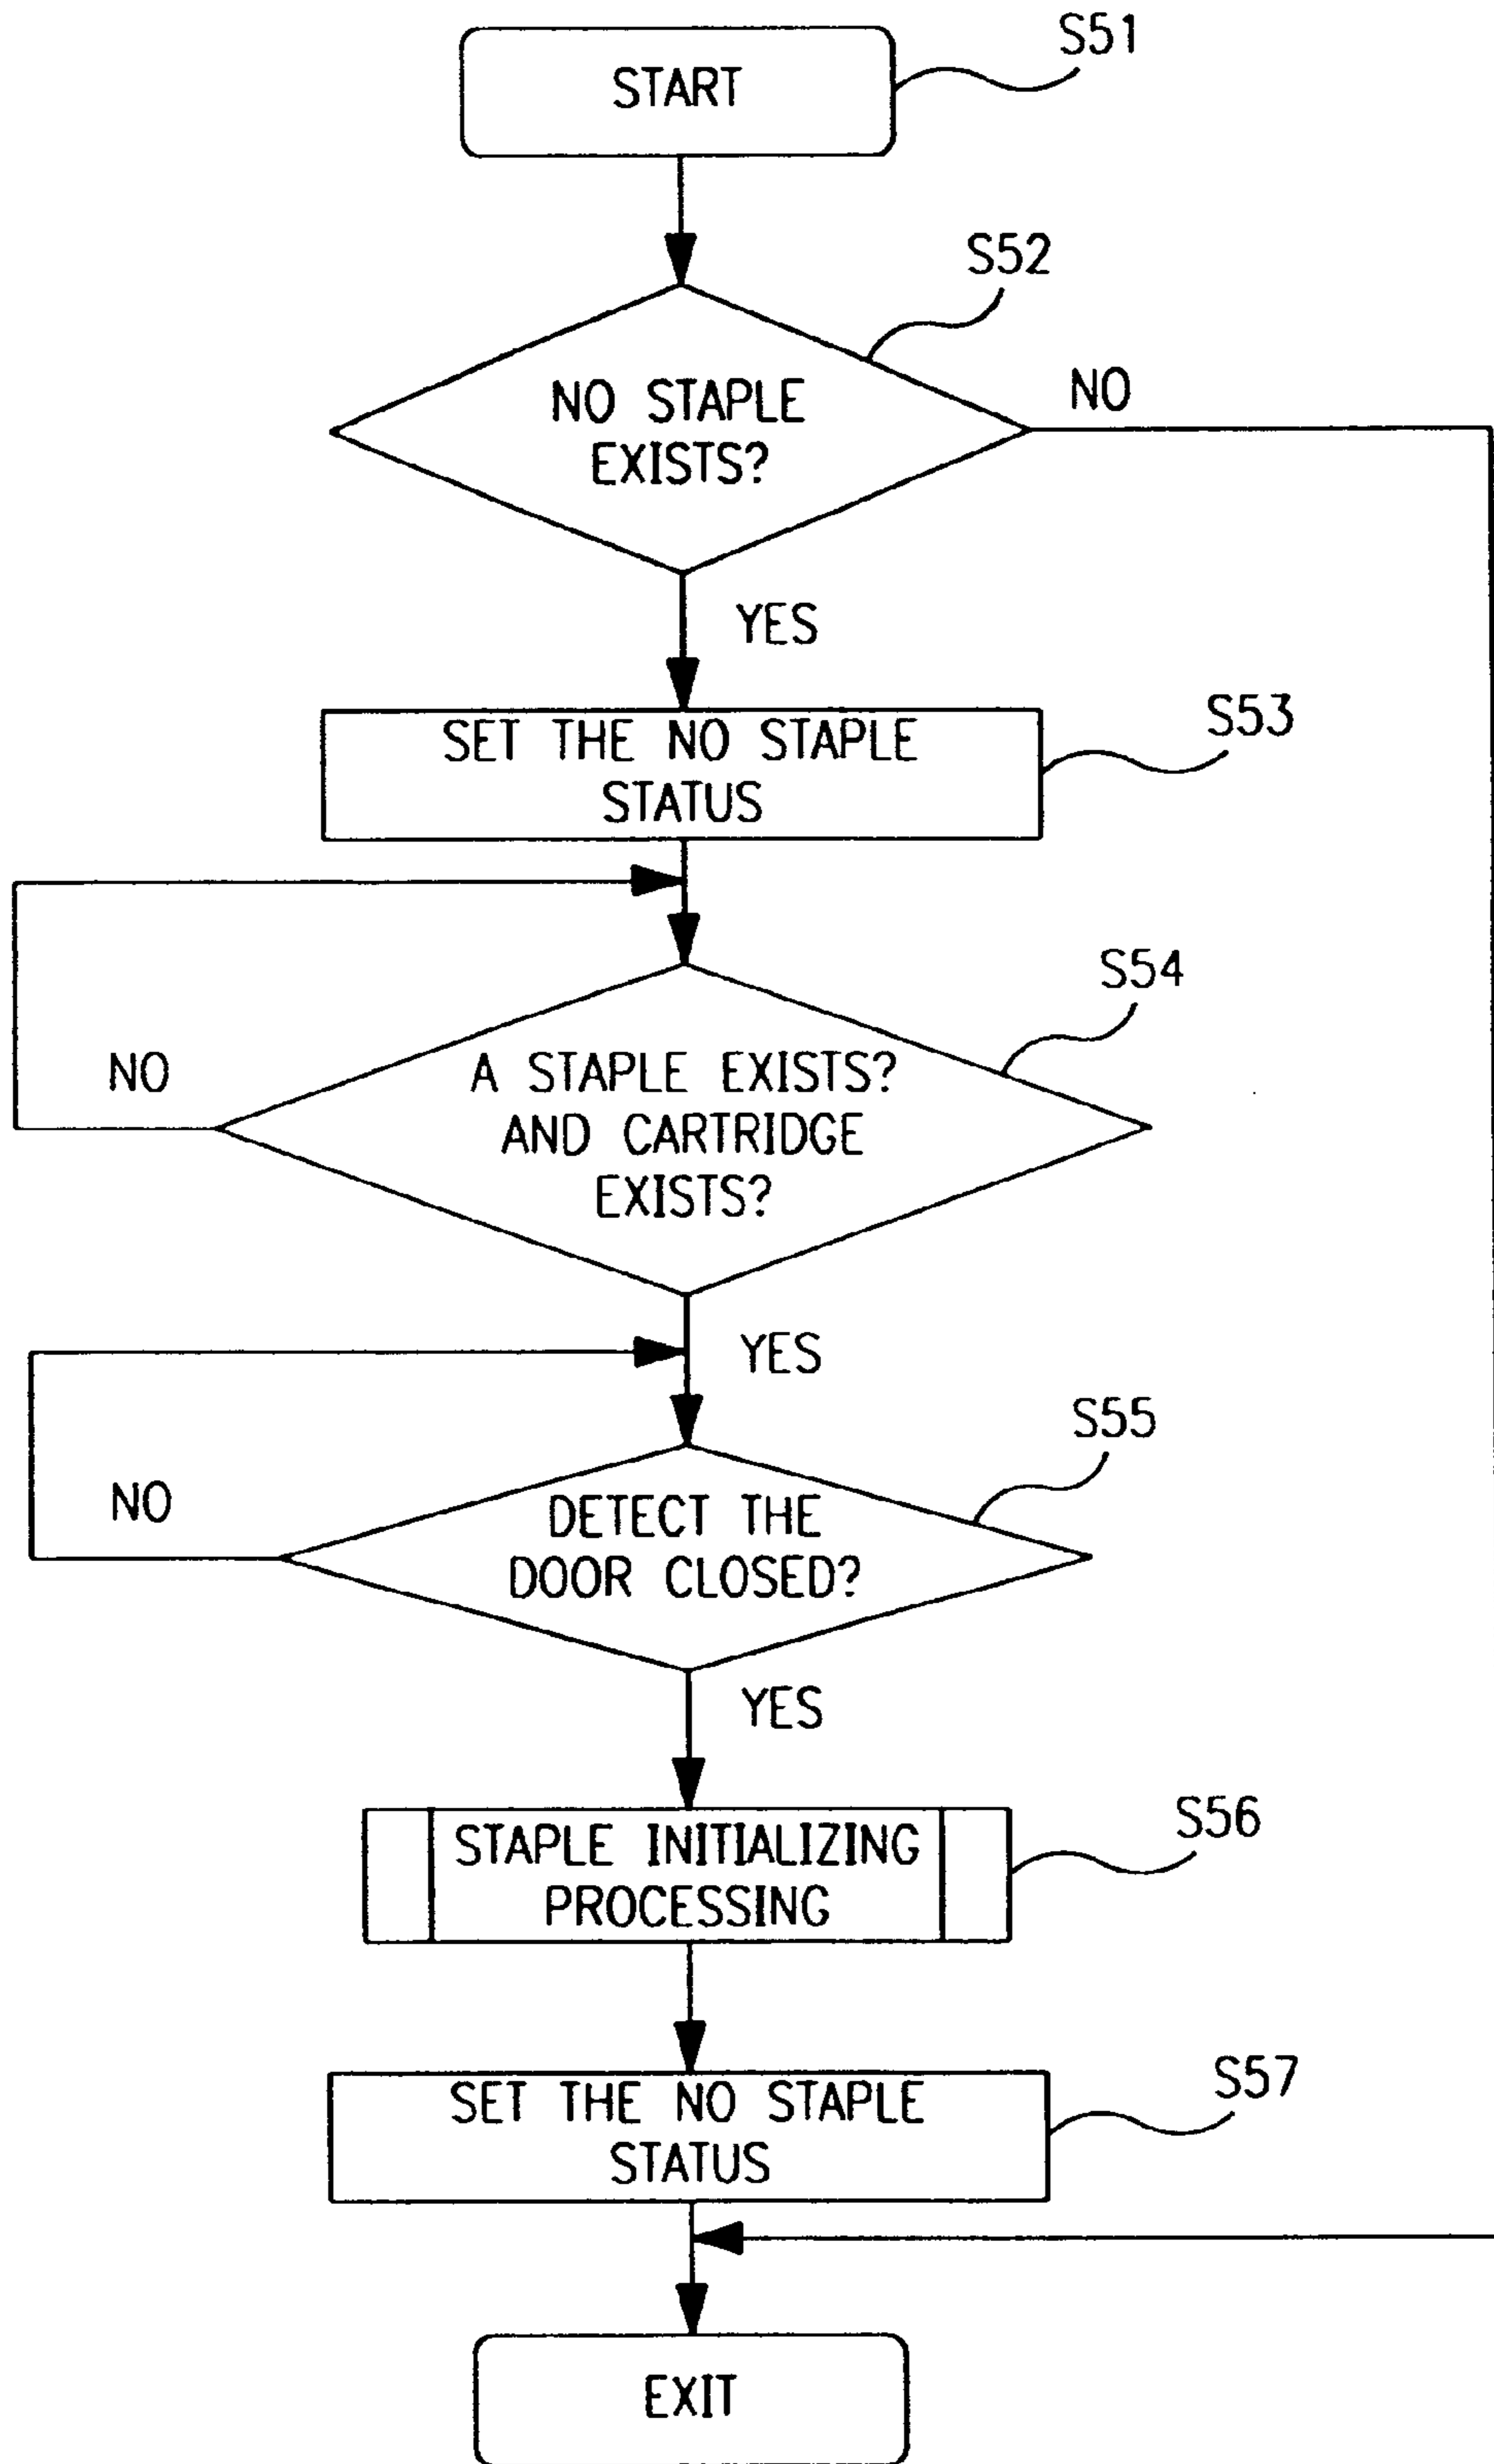 START
S51
S52
NO STAPLE
EXISTS?
NO
YES
SET THE NO STAPLE
STATUS
S53
S54
A STAPLE EXISTS?
AND CARTRIDGE
EXISTS?
NO
YES
S55
DETECT THE
DOOR CLOSED?
NO
YES
STAPLE INITIALIZING
PROCESSING
S56
SET THE NO STAPLE
STATUS
S57
EXIT